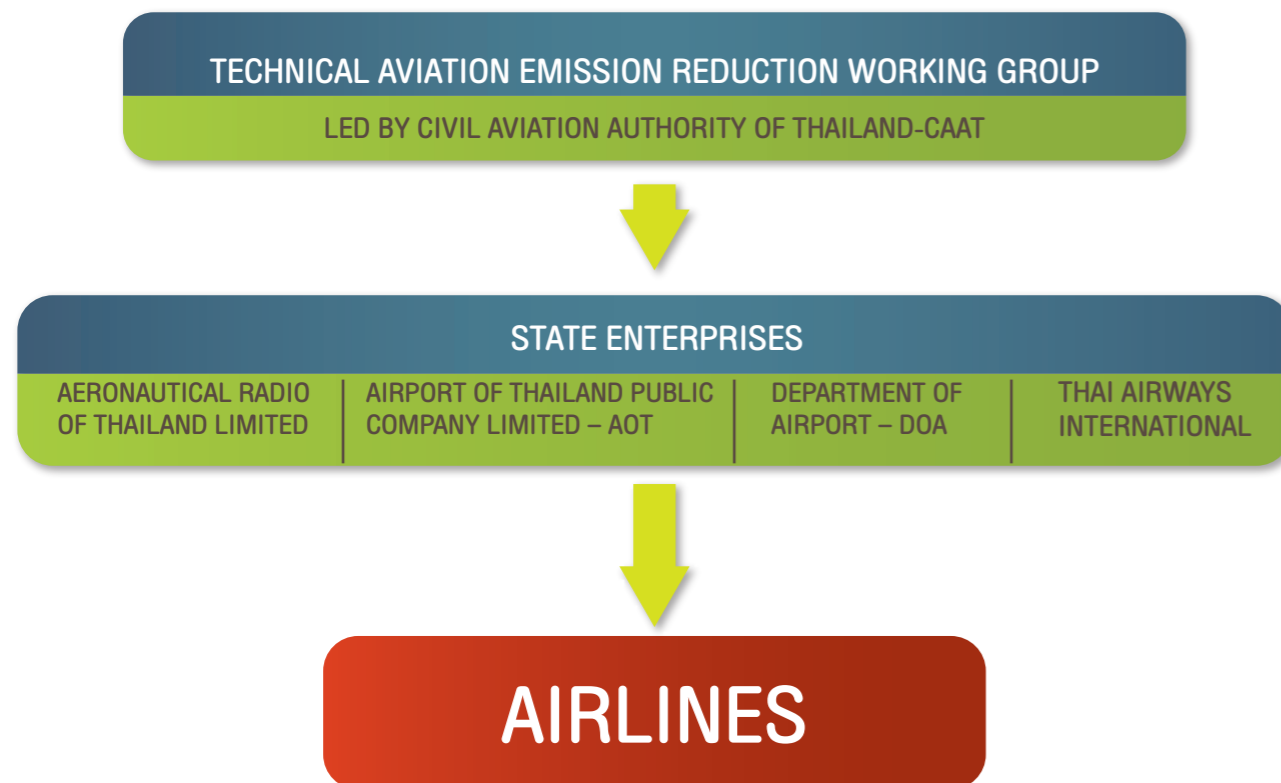 TECHNICAL AVIATION EMISSION REDUCTION WORKING GROUP
LED BY CIVIL AVIATION AUTHORITY OF THAILAND-CAAT
STATE ENTERPRISES
AERONAUTICAL RADIO
OF THAILAND LIMITED
AIRPORT OF THAILAND PUBLIC
COMPANY LIMITED – AOT
DEPARTMENT OF
AIRPORT – DOA
THAI AIRWAYS
INTERNATIONAL
AIRLINES